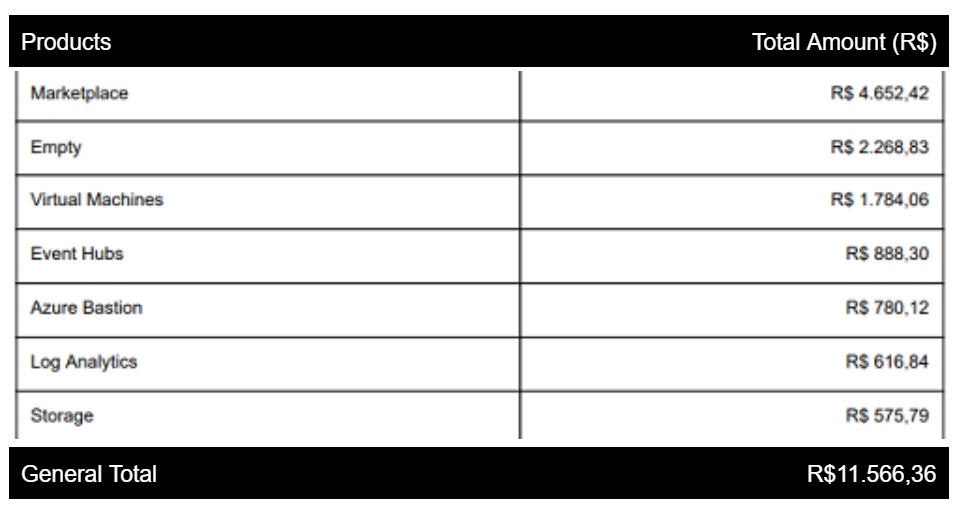 Products Total Amount (R$)
Marketplace R$ 4.652,42
Empty R$ 2.268,83
Virtual Machines R$ 1.784,06
Event Hubs R$ 888,30
Azure Bastion R$ 780,12
Log Analytics R$ 616,84
Storage R$ 575,79
General Total R$11.566,36